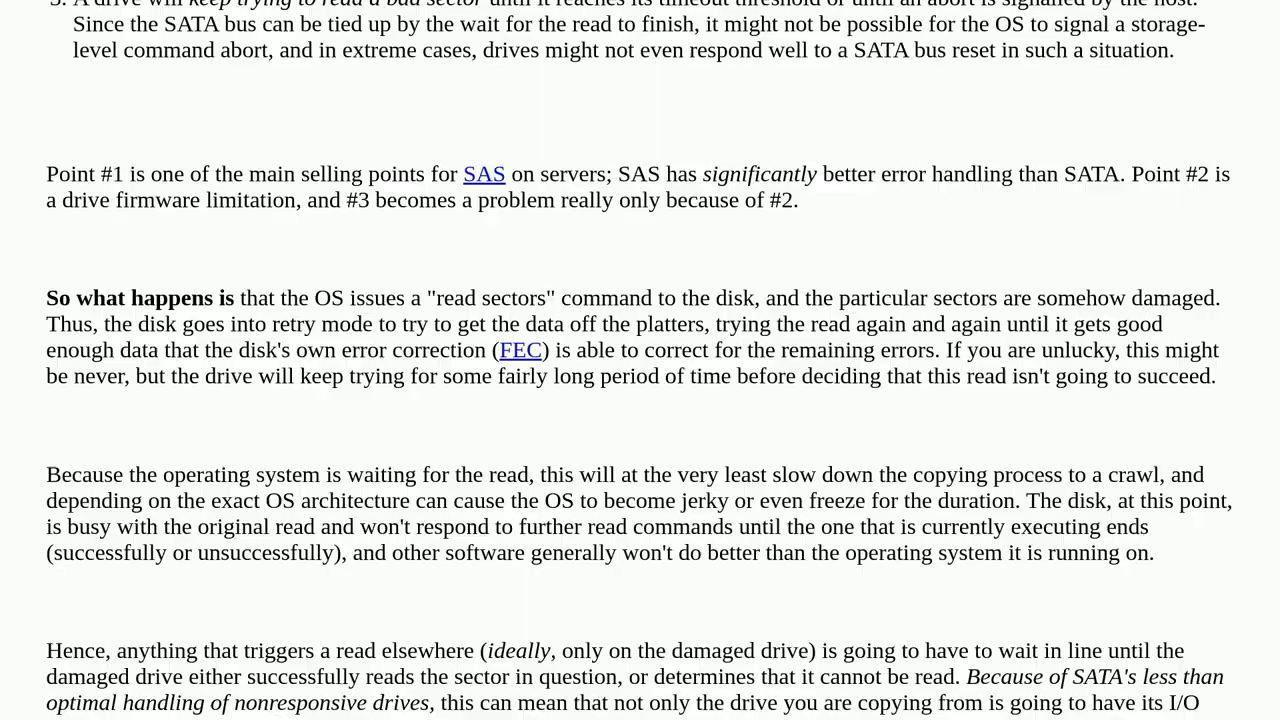 3. A drive will keep trying to read a bad sector until it reaches its timeout threshold or until an abort is signalled by the host.
Since the SATA bus can be tied up by the wait for the read to finish, it might not be possible for the OS to signal a storage-
level command abort, and in extreme cases, drives might not even respond well to a SATA bus reset in such a situation.
Point #1 is one of the main selling points for SAS on servers; SAS has significantly better error handling than SATA. Point #2 is
a drive firmware limitation, and #3 becomes a problem really only because of #2.
So what happens is that the OS issues a "read sectors" command to the disk, and the particular sectors are somehow damaged.
Thus, the disk goes into retry mode to try to get the data off the platters, trying the read again and again until it gets good
enough data that the disk's own error correction (FEC) is able to correct for the remaining errors. If you are unlucky, this might
be never, but the drive will keep trying for some fairly long period of time before deciding that this read isn't going to succeed.
Because the operating system is waiting for the read, this will at the very least slow down the copying process to a crawl, and
depending on the exact OS architecture can cause the OS to become jerky or even freeze for the duration. The disk, at this point,
is busy with the original read and won't respond to further read commands until the one that is currently executing ends
(successfully or unsuccessfully), and other software generally won't do better than the operating system it is running on.
Hence, anything that triggers a read elsewhere (ideally, only on the damaged drive) is going to have to wait in line until the
damaged drive either successfully reads the sector in question, or determines that it cannot be read. Because of SATA's less than
optimal handling of nonresponsive drives, this can mean that not only the drive you are copying from is going to have its I/O